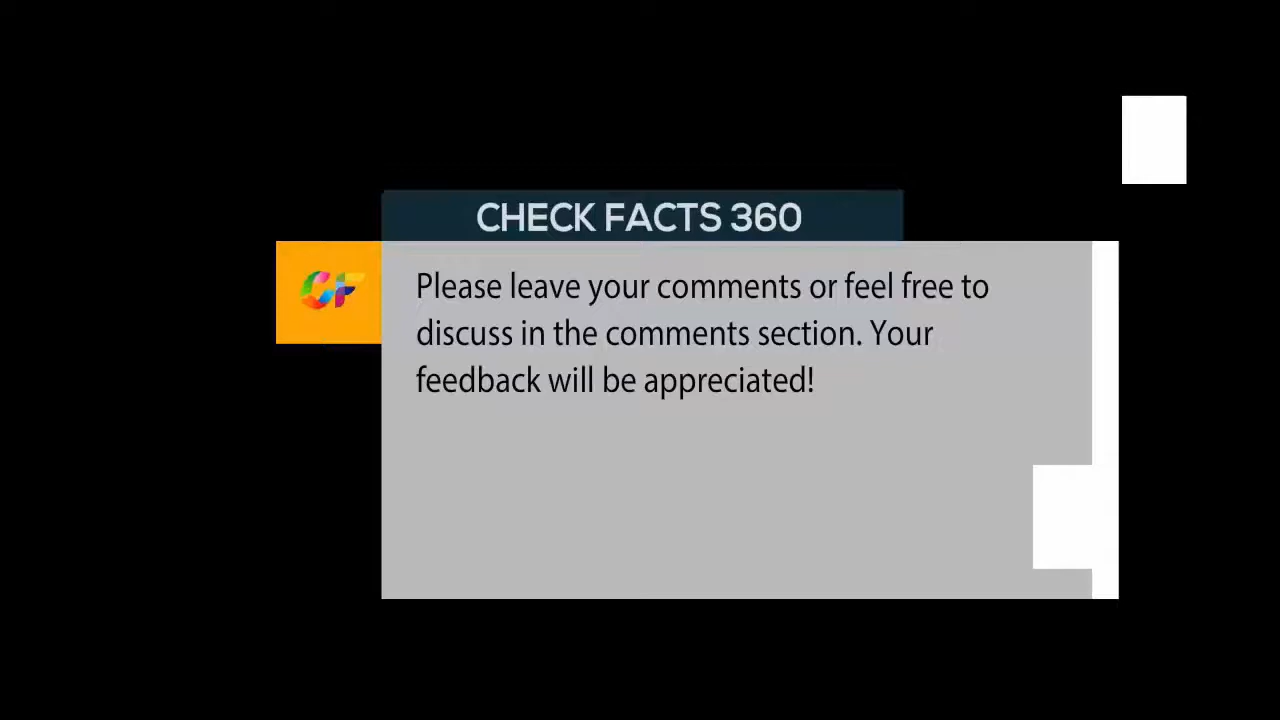 CHECK FACTS 360
CF
Please leave your comments or feel free to
discuss in the comments section. Your
feedback will be appreciated!